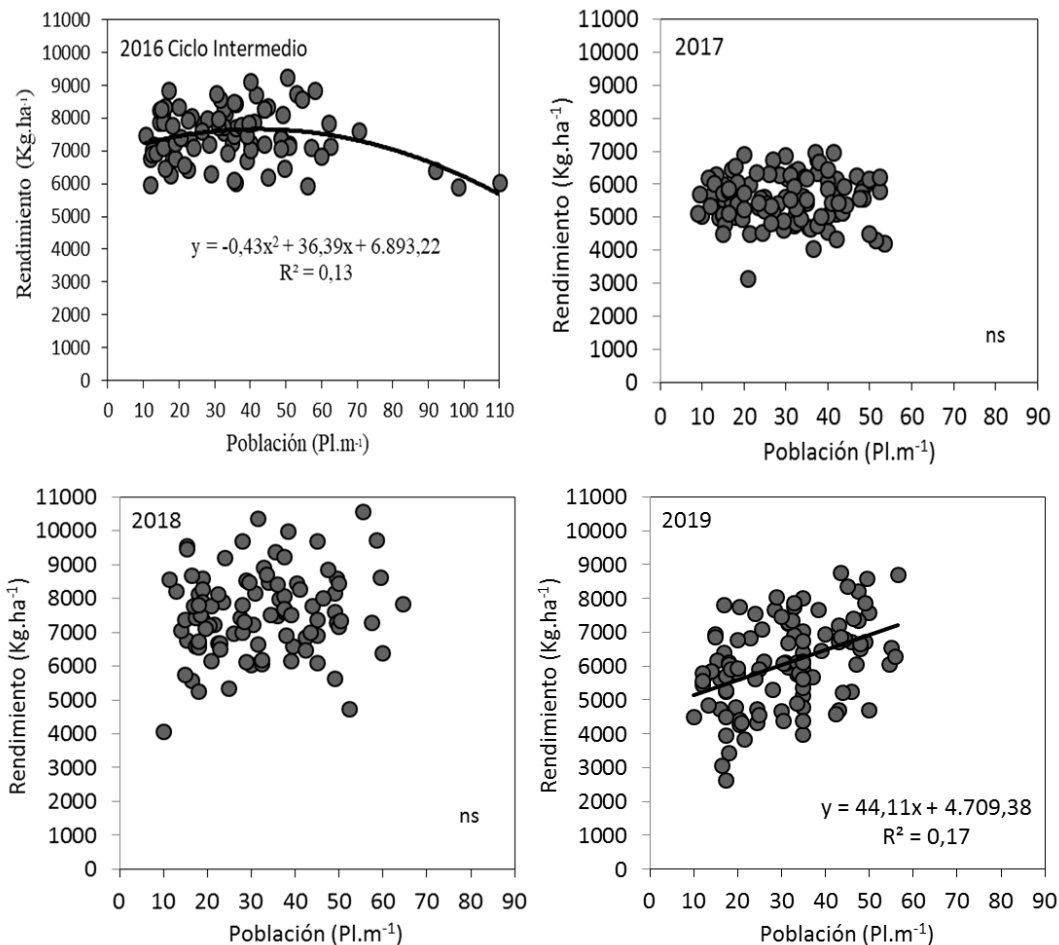 2016 Ciclo Intermedio
Rendimiento (Kg.ha-¹)
11000
10000
9000
8000
7000
6000
5000
4000
3000
2000
1000
0
y = -0,43x² + 36,39x + 6.893,22
R² = 0,13
0 10 20 30 40 50 60 70 80 90 100 110
Población (Pl.m-¹)
2017
Rendimiento (Kg.ha⁻¹)
11000
10000
9000
8000
7000
6000
5000
4000
3000
2000
1000
0
ns
0 10 20 30 40 50 60 70 80 90
Población (Pl.m⁻¹)
2018
Rendimiento (Kg.ha⁻¹)
11000
10000
9000
8000
7000
6000
5000
4000
3000
2000
1000
0
ns
0 10 20 30 40 50 60 70 80 90
Población (Pl.m⁻¹)
2019
Rendimiento (Kg.ha⁻¹)
11000
10000
9000
8000
7000
6000
5000
4000
3000
2000
1000
0
y = 44,11x + 4.709,38
R² = 0,17
0 10 20 30 40 50 60 70 80 90
Población (Pl.m⁻¹)